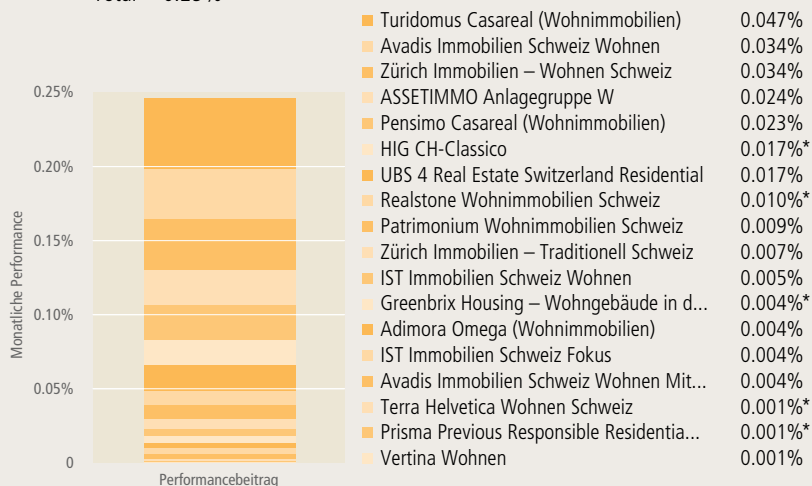 Turidomus Casareal (Wohnimmobilien) 0.047%
Avadis Immobilien Schweiz Wohnen 0.034%
Zürich Immobilien – Wohnen Schweiz 0.034%
ASSETIMMO Anlagegruppe W 0.024%
Pensimo Casareal (Wohnimmobilien) 0.023%
HIG CH-Classico 0.017%*
UBS 4 Real Estate Switzerland Residential 0.017%
Realstone Wohnimmobilien Schweiz 0.010%*
Patrimonium Wohnimmobilien Schweiz 0.009%
Zürich Immobilien – Traditionell Schweiz 0.007%
IST Immobilien Schweiz Wohnen 0.005%
Greenbrix Housing – Wohngebäude in d... 0.004%*
Adimora Omega (Wohnimmobilien) 0.004%
IST Immobilien Schweiz Fokus 0.004%
Avadis Immobilien Schweiz Wohnen Mit... 0.004%
Terra Helvetica Wohnen Schweiz 0.001%*
Prisma Previous Responsible Residentia... 0.001%*
Vertina Wohnen 0.001%
Monatliche Performance
0.25%
0.20%
0.15%
0.10%
0.05%
0
Performancebeitrag